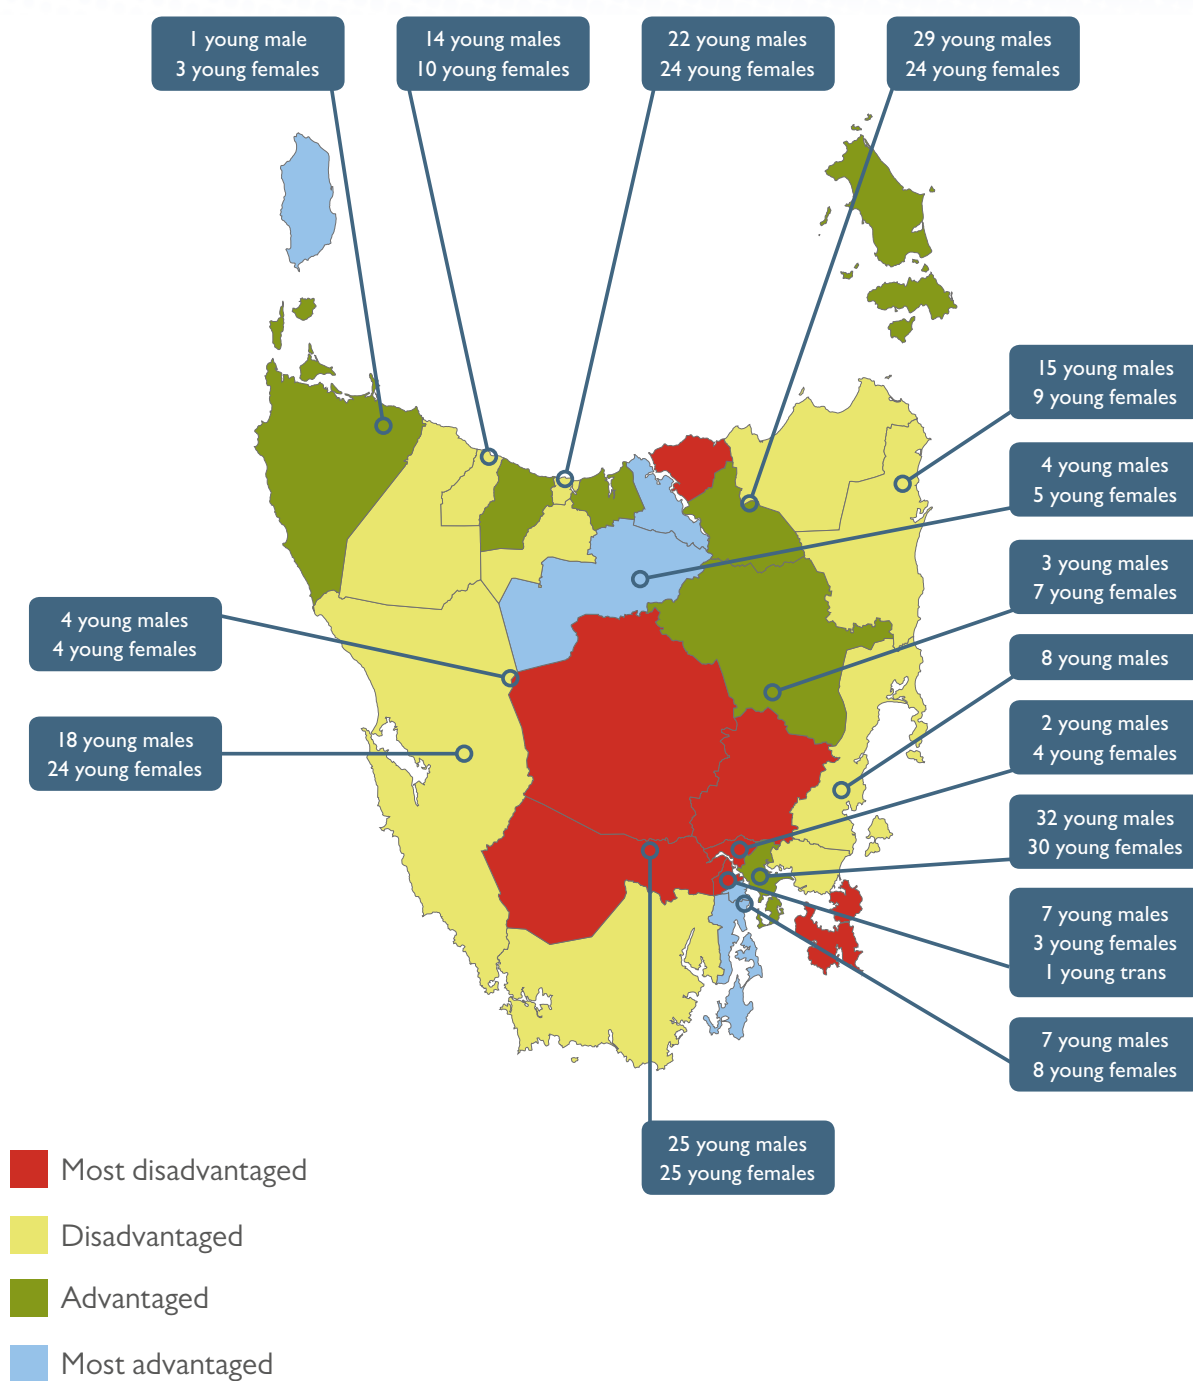 1 young male
3 young females
14 young males
10 young females
22 young males
24 young females
29 young males
24 young females
15 young males
9 young females
4 young males
5 young females
3 young males
7 young females
4 young males
4 young females
8 young males
18 young males
24 young females
2 young males
4 young females
32 young males
30 young females
7 young males
3 young females
1 young trans
7 young males
8 young females
25 young males
25 young females
Most disadvantaged
Disadvantaged
Advantaged
Most advantaged